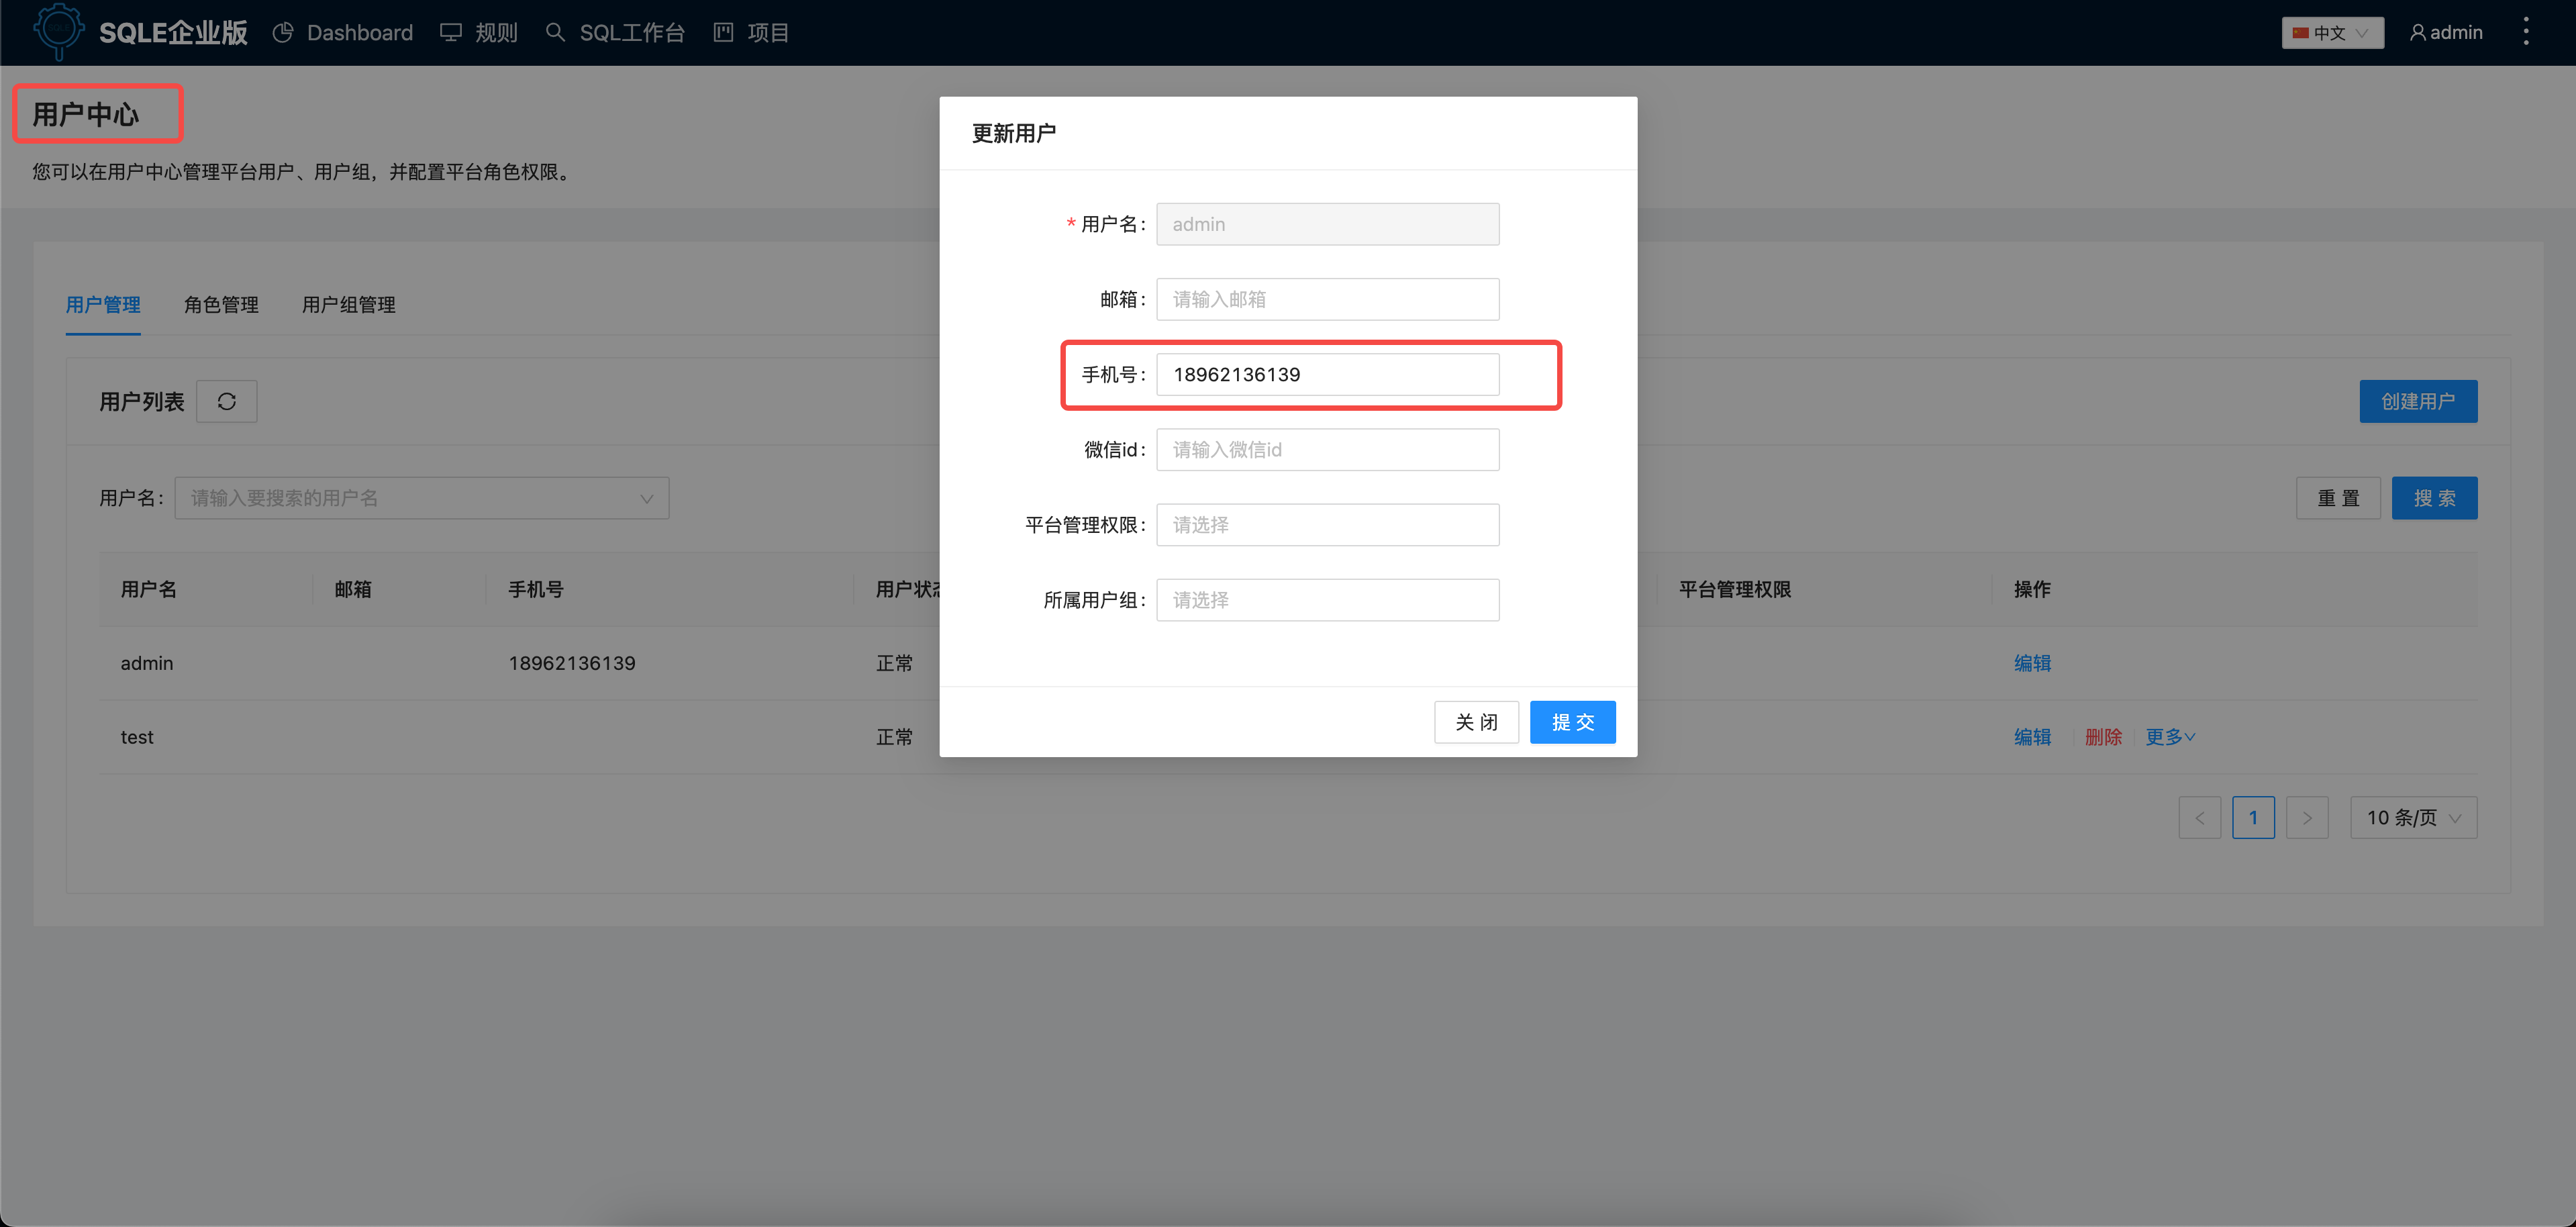 SQLE企业版 Dashboard 规则 SQL工作台 项目 中文 admin
用户中心
您可以在用户中心管理平台用户、用户组，并配置平台角色权限。
用户管理 角色管理 用户组管理
用户列表
创建用户
用户名：请输入要搜索的用户名
重 置 搜 索
用户名 邮箱 手机号 用户状 平台管理权限 操作
admin 18962136139 正常 编辑
test 正常 编辑 删除 更多
1 10 条/页
更新用户
* 用户名：admin
邮箱：请输入邮箱
手机号：18962136139
微信id：请输入微信id
平台管理权限：请选择
所属用户组：请选择
关 闭 提 交